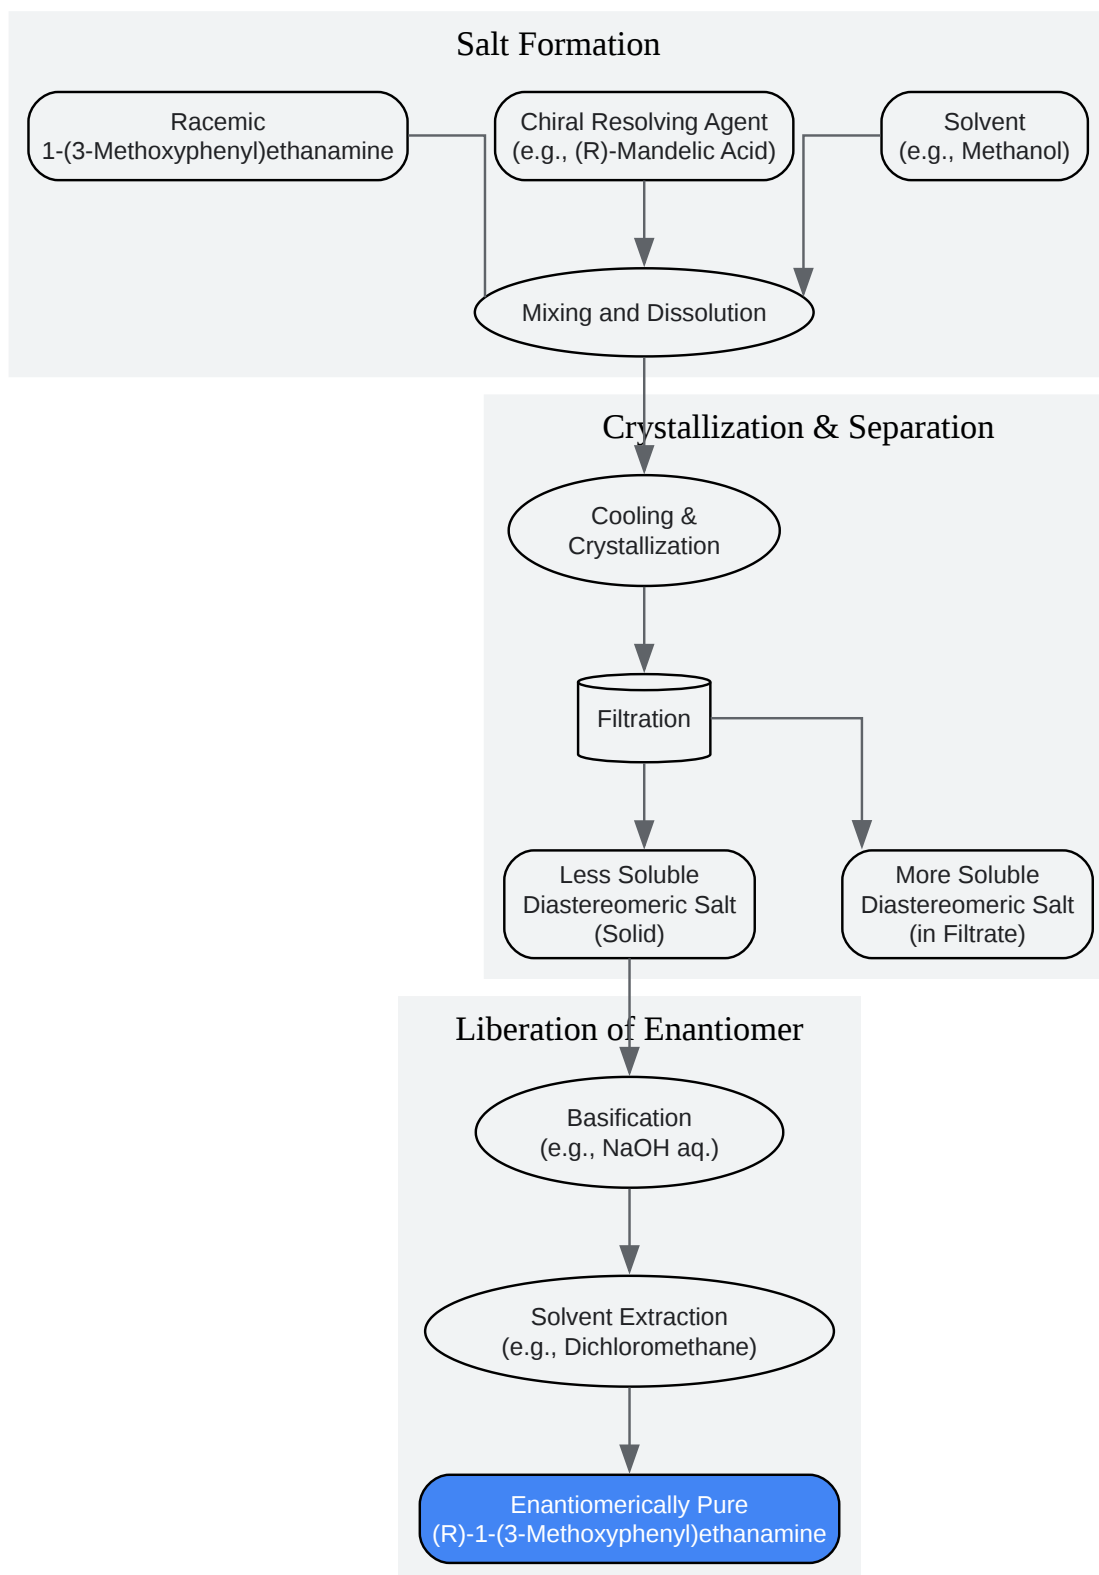 Salt Formation
Racemic
1-(3-Methoxyphenyl)ethanamine
Chiral Resolving Agent
(e.g., (R)-Mandelic Acid)
Solvent
(e.g., Methanol)
Mixing and Dissolution
Crystallization & Separation
Cooling &
Crystallization
Filtration
Less Soluble
Diastereomeric Salt
(Solid)
More Soluble
Diastereomeric Salt
(in Filtrate)
Liberation of Enantiomer
Basification
(e.g., NaOH aq.)
Solvent Extraction
(e.g., Dichloromethane)
Enantiomerically Pure
(R)-1-(3-Methoxyphenyl)ethanamine